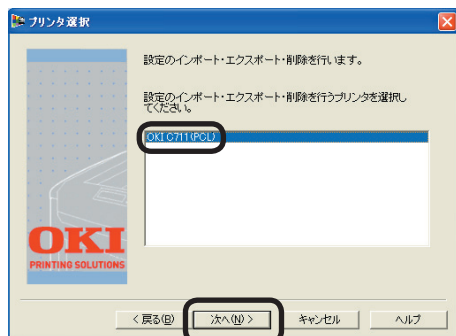 プリンタ選択
設定のインポート・エクスポート・削除を行います。
設定のインポート・エクスポート・削除を行うプリンタを選択し
てください。
OKI C711(PCL)
OKI
PRINTING SOLUTIONS
< 戻る(B)
次へ(N) >
キャンセル
ヘルプ